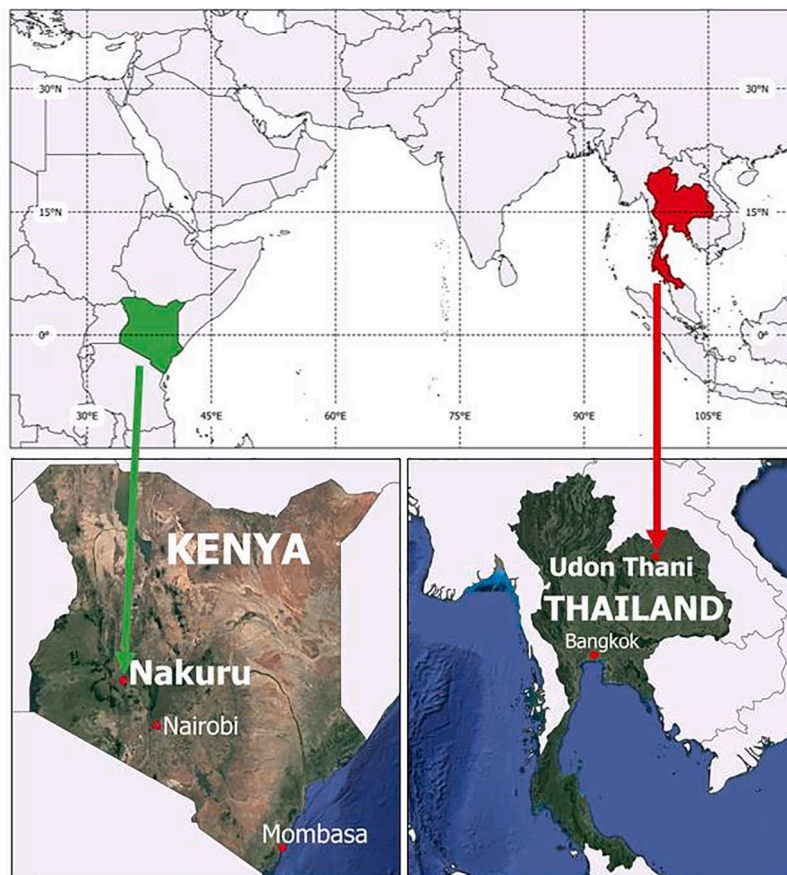 30°N
30°N
15°N
15°N
0°
0°
30°E
45°E
60°E
75°E
90°E
105°E
KENYA
Nakuru
Nairobi
Mombasa
Udon Thani
THAILAND
Bangkok